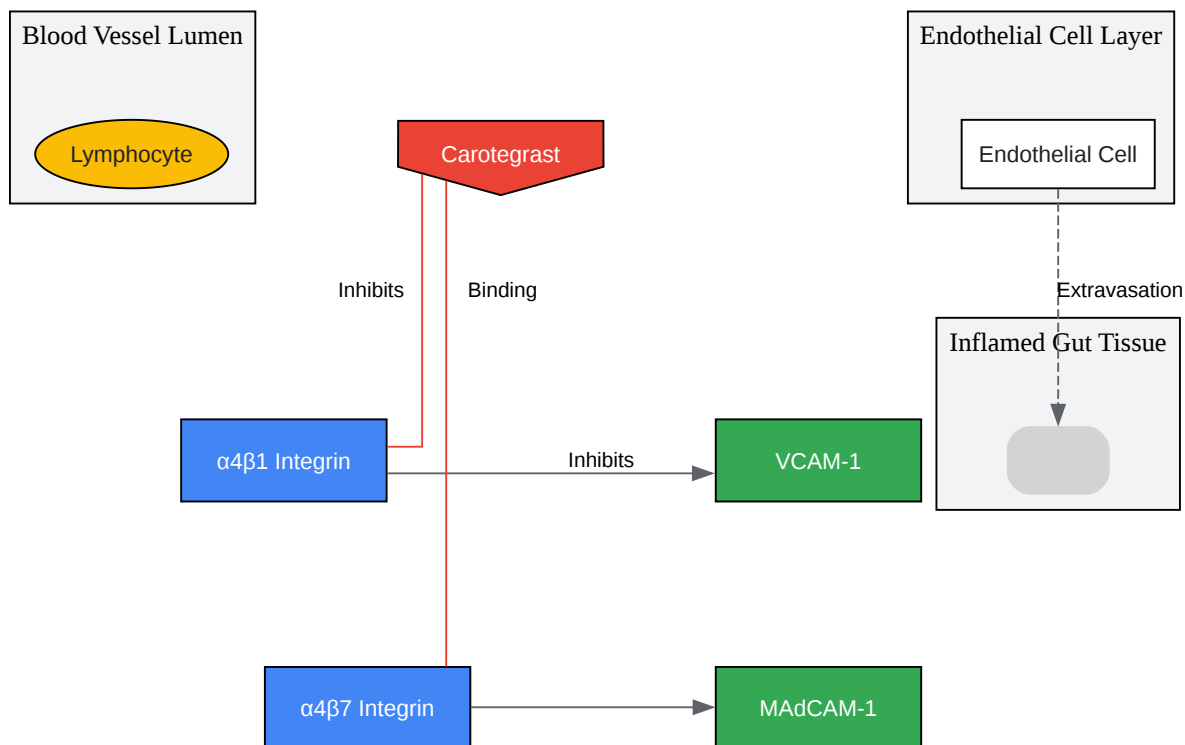 Blood Vessel Lumen
Endothelial Cell Layer
Lymphocyte
Carotegrast
Endothelial Cell
Inhibits
Binding
Extravasation
Inflamed Gut Tissue
α4β1 Integrin
Inhibits
VCAM-1
α4β7 Integrin
MAdCAM-1